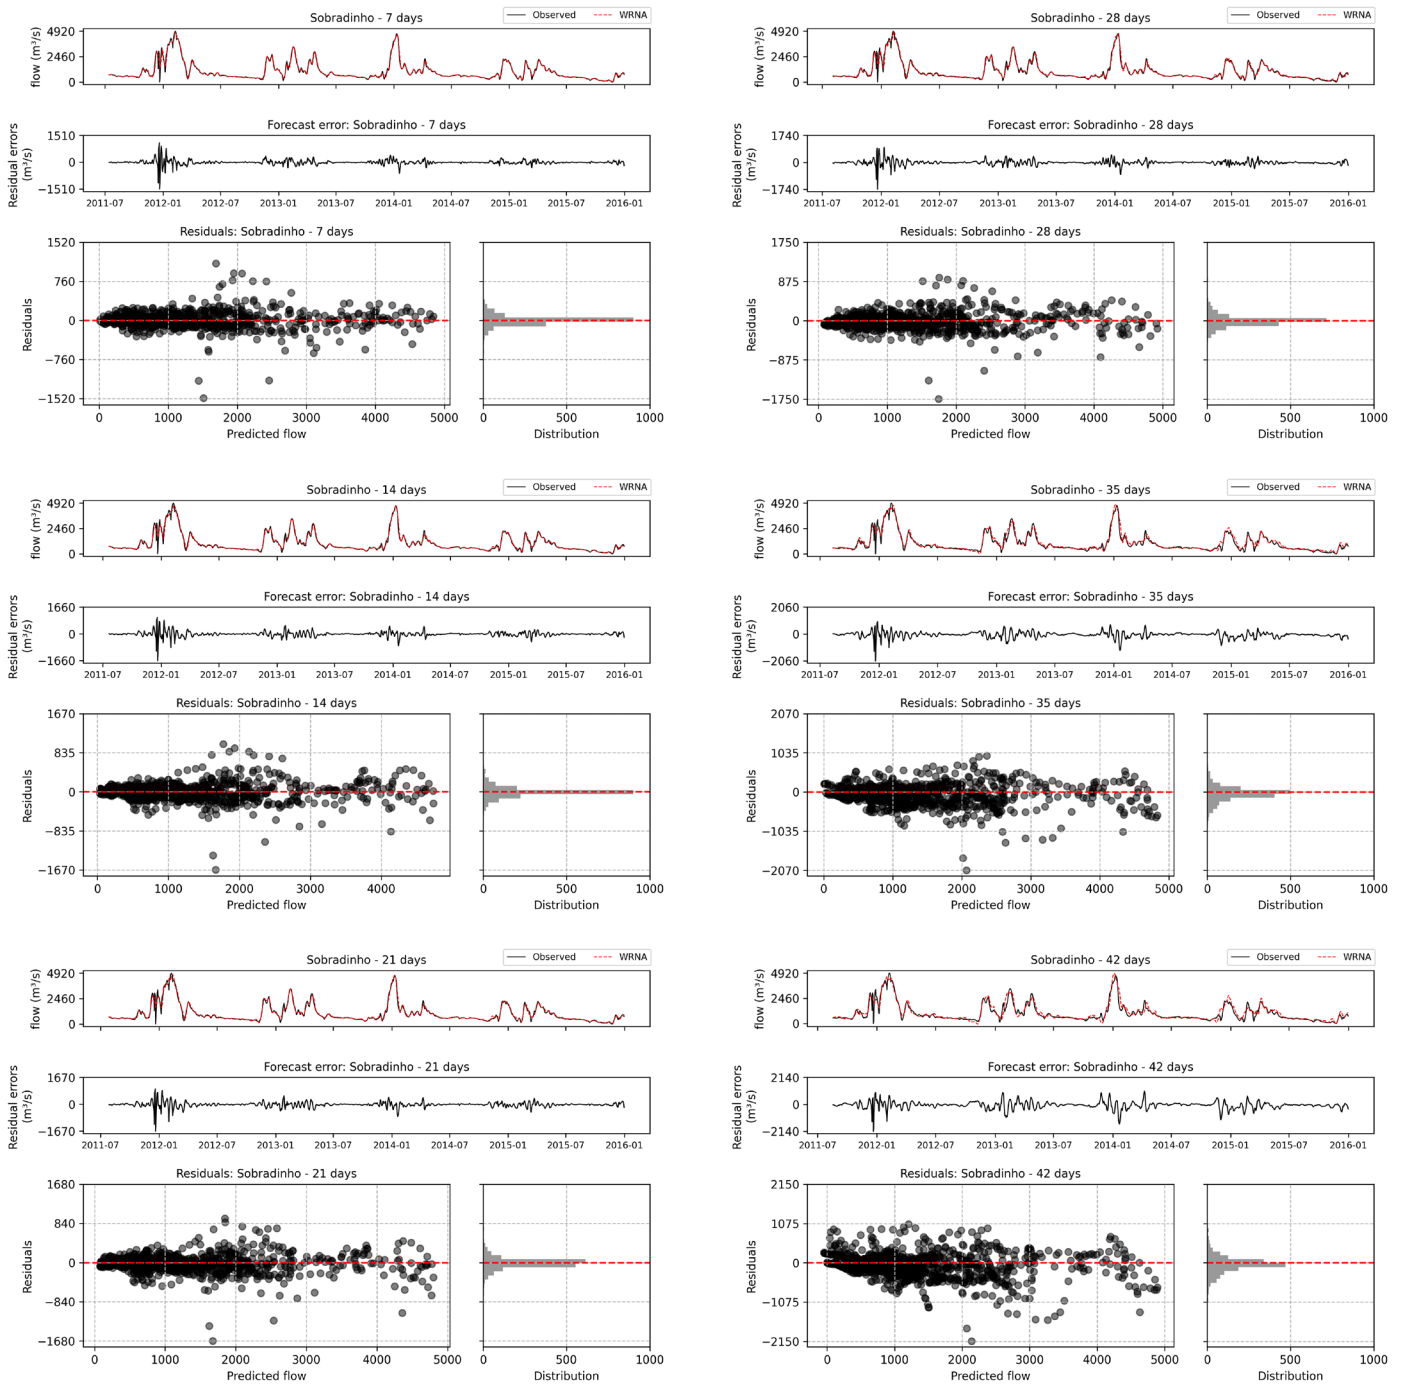 Sobradinho - 7 days
Observed
WRNA
flow (m³/s)
4920
2460
0
Forecast error: Sobradinho - 7 days
Residual errors
(m³/s)
1510
0
−1510
2011-07 2012-01 2012-07 2013-01 2013-07 2014-01 2014-07 2015-01 2015-07 2016-01
Residuals: Sobradinho - 7 days
Residuals
1520
760
0
−760
−1520
0 1000 2000 3000 4000 5000
Predicted flow
0 500 1000
Distribution
Sobradinho - 28 days
Observed
WRNA
flow (m³/s)
4920
2460
0
Forecast error: Sobradinho - 28 days
Residual errors
(m³/s)
1740
0
−1740
2011-07 2012-01 2012-07 2013-01 2013-07 2014-01 2014-07 2015-01 2015-07 2016-01
Residuals: Sobradinho - 28 days
Residuals
1750
875
0
−875
−1750
0 1000 2000 3000 4000 5000
Predicted flow
0 500 1000
Distribution
Sobradinho - 14 days
Observed
WRNA
flow (m³/s)
4920
2460
0
Forecast error: Sobradinho - 14 days
Residual errors
(m³/s)
1660
0
−1660
2011-07 2012-01 2012-07 2013-01 2013-07 2014-01 2014-07 2015-01 2015-07 2016-01
Residuals: Sobradinho - 14 days
Residuals
1670
835
0
−835
−1670
0 1000 2000 3000 4000
Predicted flow
0 500 1000
Distribution
Sobradinho - 35 days
Observed
WRNA
flow (m³/s)
4920
2460
0
Forecast error: Sobradinho - 35 days
Residual errors
(m³/s)
2060
0
−2060
2011-07 2012-01 2012-07 2013-01 2013-07 2014-01 2014-07 2015-01 2015-07 2016-01
Residuals: Sobradinho - 35 days
Residuals
2070
1035
0
−1035
−2070
0 1000 2000 3000 4000 5000
Predicted flow
0 500 1000
Distribution
Sobradinho - 21 days
Observed
WRNA
flow (m³/s)
4920
2460
0
Forecast error: Sobradinho - 21 days
Residual errors
(m³/s)
1670
0
−1670
2011-07 2012-01 2012-07 2013-01 2013-07 2014-01 2014-07 2015-01 2015-07 2016-01
Residuals: Sobradinho - 21 days
Residuals
1680
840
0
−840
−1680
0 1000 2000 3000 4000 5000
Predicted flow
0 500 1000
Distribution
Sobradinho - 42 days
Observed
WRNA
flow (m³/s)
4920
2460
0
Forecast error: Sobradinho - 42 days
Residual errors
(m³/s)
2140
0
−2140
2011-07 2012-01 2012-07 2013-01 2013-07 2014-01 2014-07 2015-01 2015-07 2016-01
Residuals: Sobradinho - 42 days
Residuals
2150
1075
0
−1075
−2150
0 1000 2000 3000 4000 5000
Predicted flow
0 500 1000
Distribution